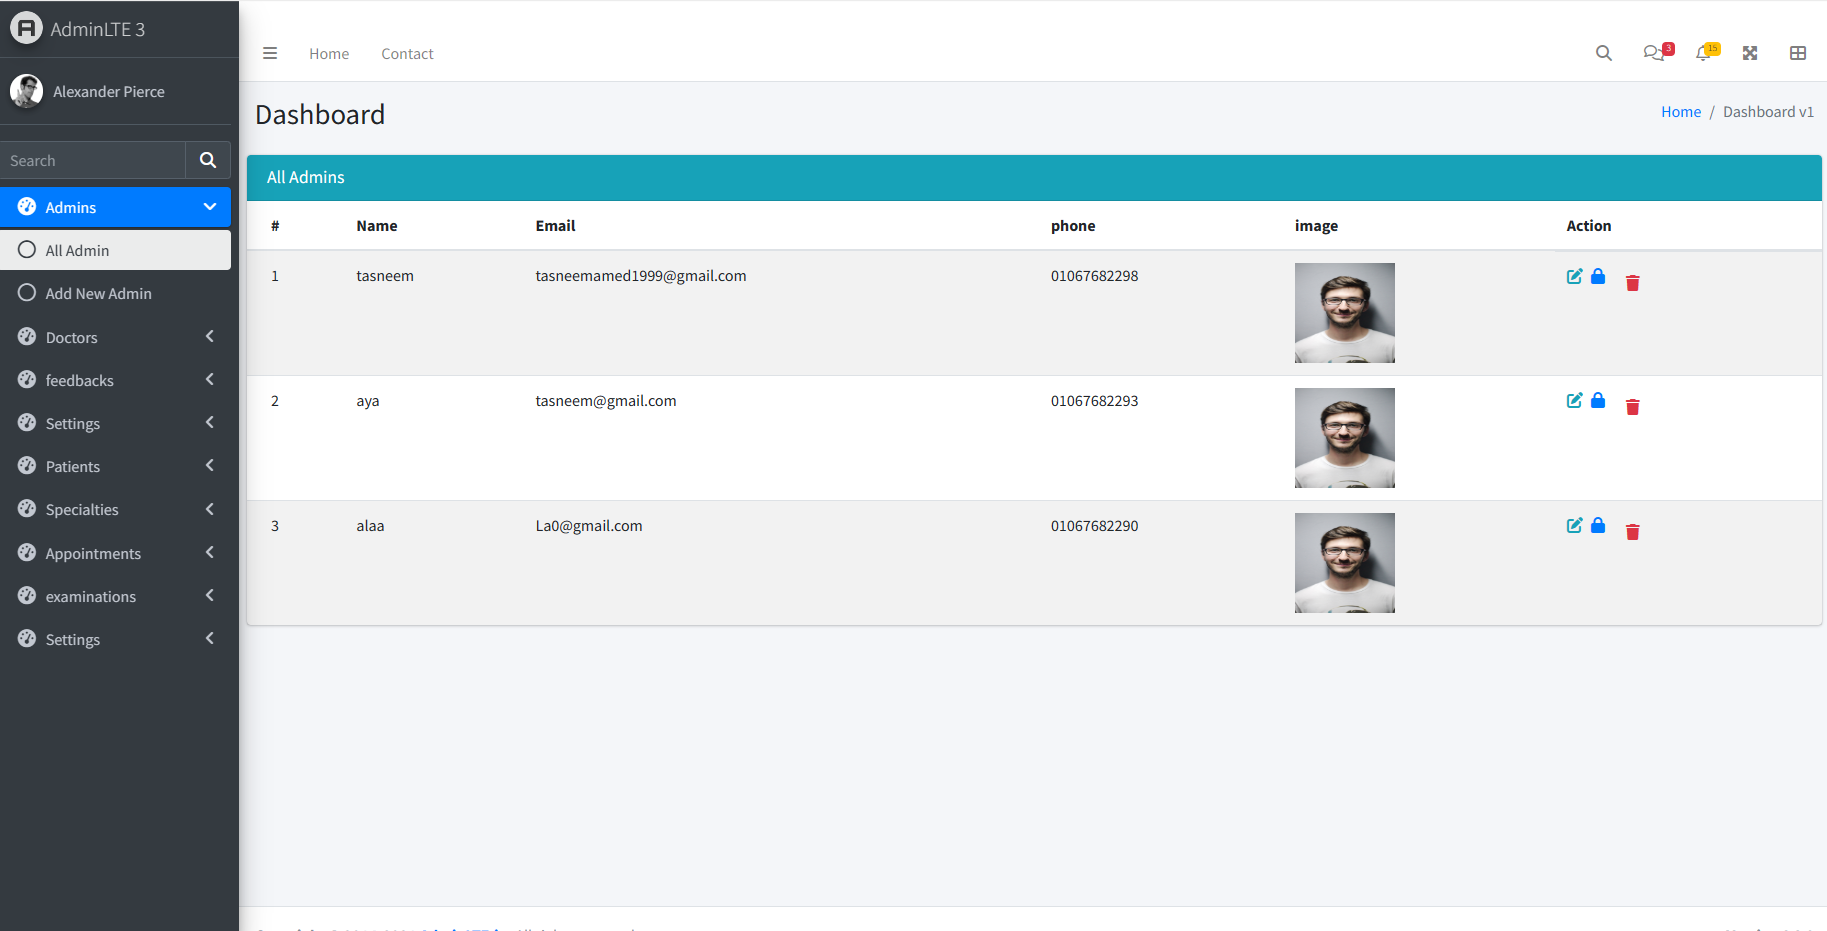 AdminLTE 3
Alexander Pierce
Search
Admins
All Admin
Add New Admin
Doctors
feedbacks
Settings
Patients
Specialties
Appointments
examinations
Settings
Home Contact 3 15
Dashboard
Home / Dashboard v1
All Admins
# Name Email phone image Action
1 tasneem tasneemamed1999@gmail.com 01067682298
2 aya tasneem@gmail.com 01067682293
3 alaa La0@gmail.com 01067682290